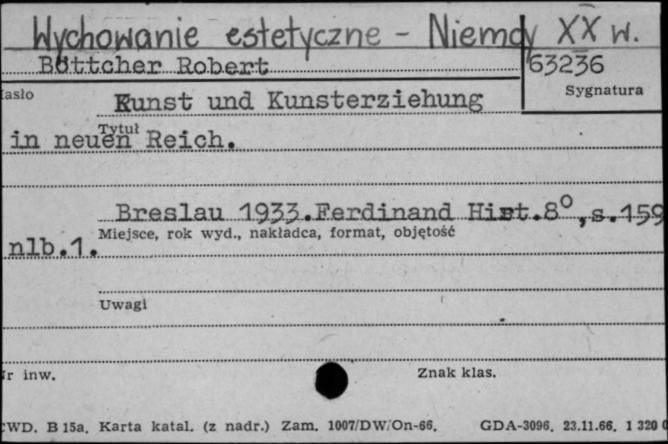 Wychowanie estetyczne - Niemcy XX w.
Böttcher Robert 63236
Hasło Sygnatura
Kunst und Kunsterziehung
Tytuł
in neuen Reich.
Breslau 1933.Ferdinand Hirt.8°,s.159
Miejsce, rok wyd., nakładca, format, objętość
nlb.1.
Uwagi
Nr inw. Znak klas.
CWD. B 15a. Karta katal. (z nadr.) Zam. 1007/DW/On-66. GDA-3096. 23.11.66. 1 320 0